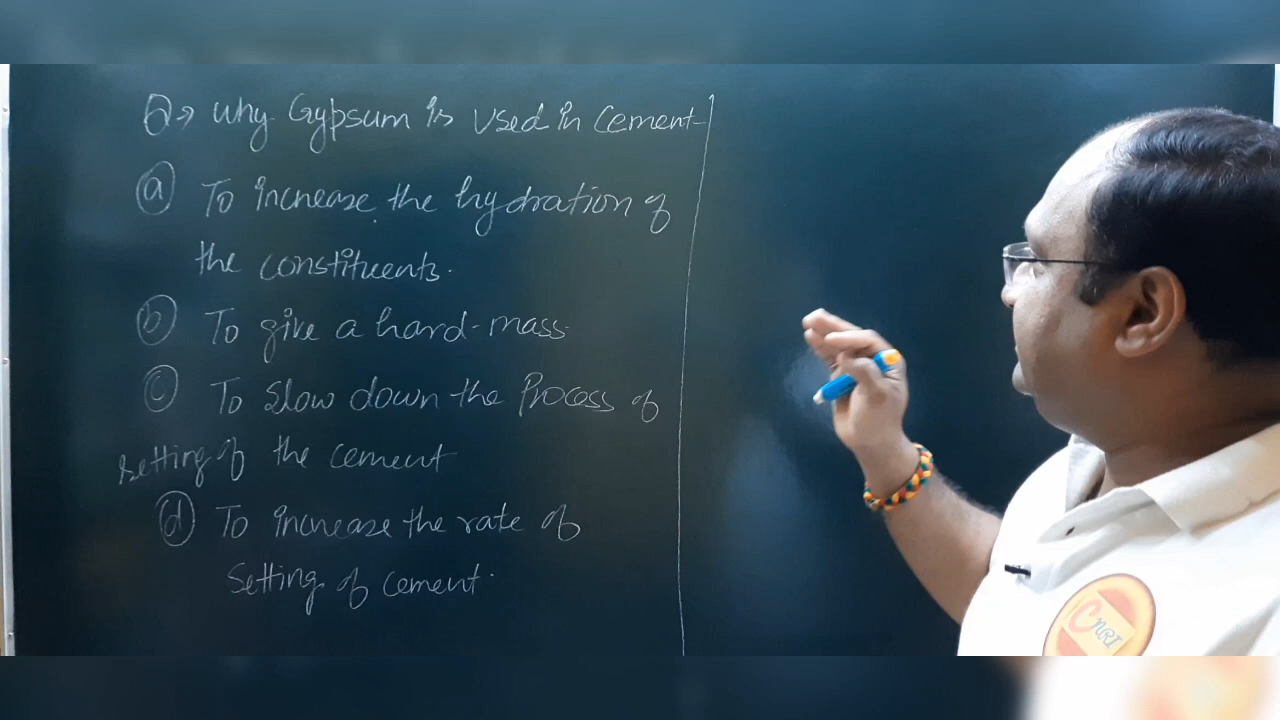 Q→ Why Gypsum is Used in Cement
(a) To increase the hydration of
the constituents.
(b) To give a hard mass
(c) To slow down the Process of
setting of the cement
(d) To increase the rate of
setting of cement.
CNRI